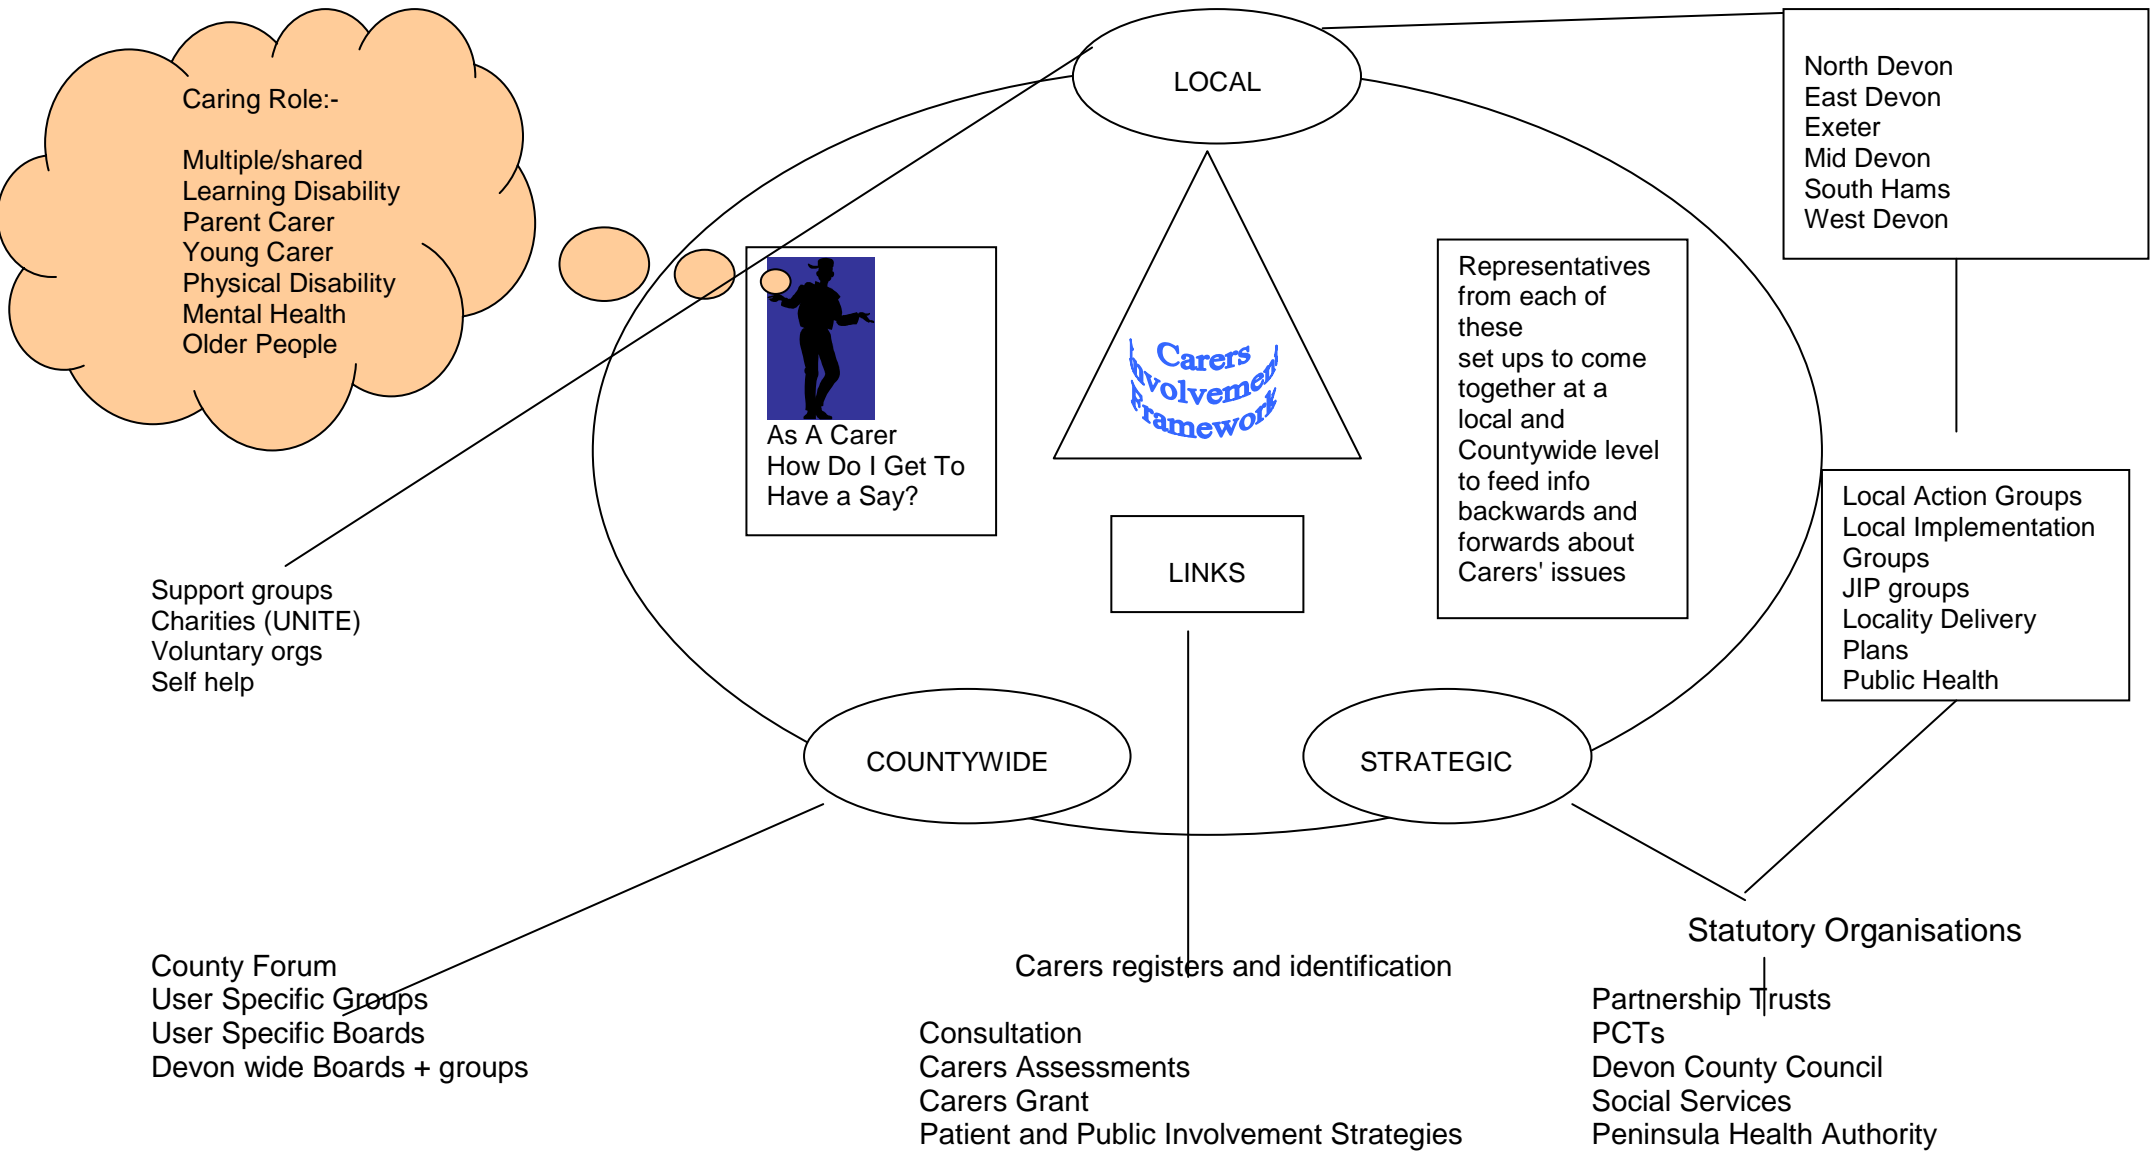 Caring Role:-
Multiple/shared
Learning Disability
Parent Carer
Young Carer
Physical Disability
Mental Health
Older People
LOCAL
North Devon
East Devon
Exeter
Mid Devon
South Hams
West Devon
As A Carer
How Do I Get To
Have a Say?
Carers
Involvement
Framework
Representatives
from each of
these
set ups to come
together at a
local and
Countywide level
to feed info
backwards and
forwards about
Carers' issues
LINKS
Local Action Groups
Local Implementation
Groups
JIP groups
Locality Delivery
Plans
Public Health
Support groups
Charities (UNITE)
Voluntary orgs
Self help
COUNTYWIDE
STRATEGIC
County Forum
User Specific Groups
User Specific Boards
Devon wide Boards + groups
Carers registers and identification
Consultation
Carers Assessments
Carers Grant
Patient and Public Involvement Strategies
Statutory Organisations
Partnership Trusts
PCTs
Devon County Council
Social Services
Peninsula Health Authority